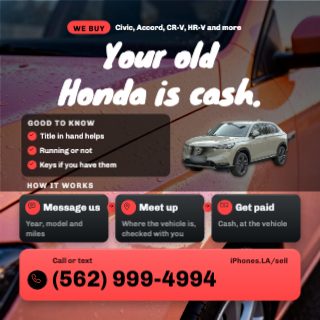 WE BUY Civic, Accord, CR-V, HR-V and more
Your old
Honda is cash.
GOOD TO KNOW
Title in hand helps
Running or not
Keys if you have them
HOW IT WORKS
Message us
Year, model and
miles
Meet up
Where the vehicle is,
checked with you
Get paid
Cash, at the vehicle
Call or text
iPhones.LA/sell
(562) 999-4994